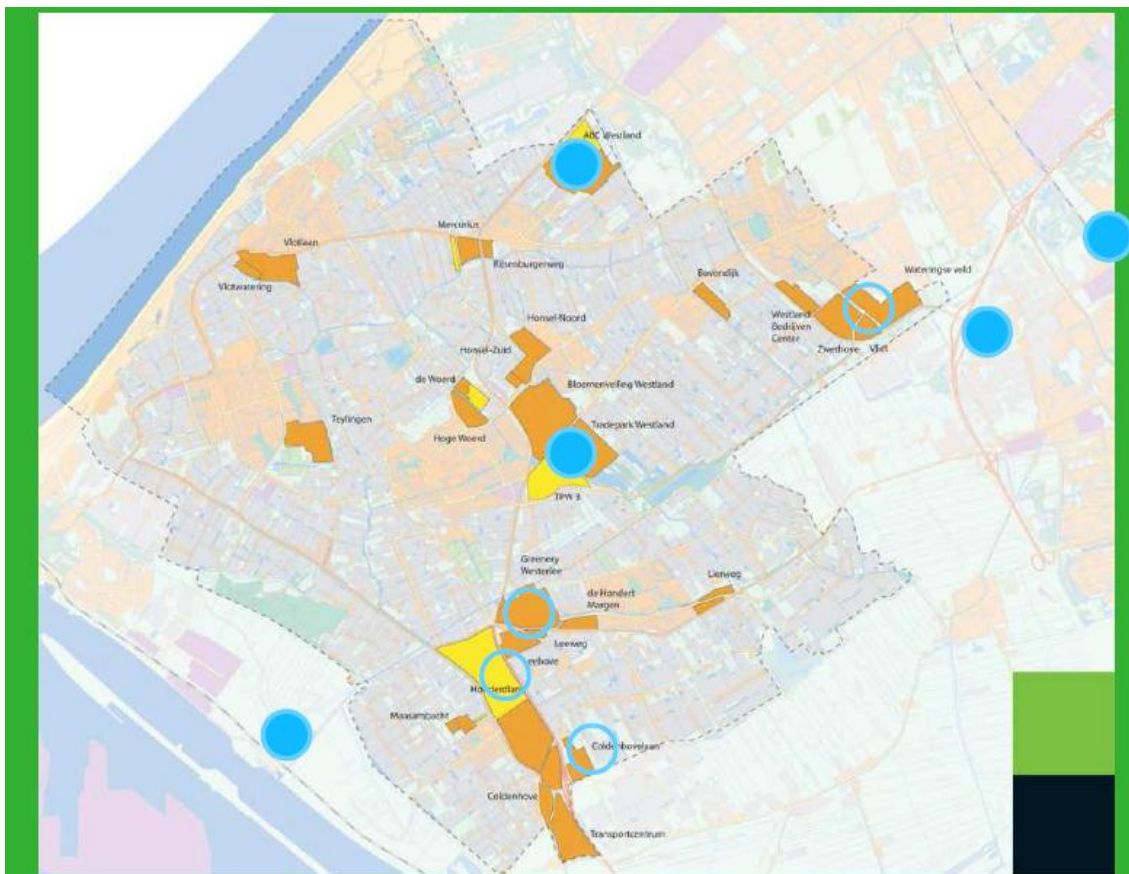 ABC Westland
Mercurius
Vlotlaan
Rijsenburgerweg
Wateringse veld
Bovendijk
Vlotwatering
Westland
Bedrijven
Center
Honsel-Noord
Zwethove
Vliet
Honsel-Zuid
de Woerd
Bloemenveiling Westland
Teylingen
Tradepark Westland
Hoge Woerd
TPW 3
Greenery
Westerlee
Lierweg
de Hondert
Margen
Leeweg
Maasambacht
Coldenhovelaan
Coldenhove
Transportcentrum